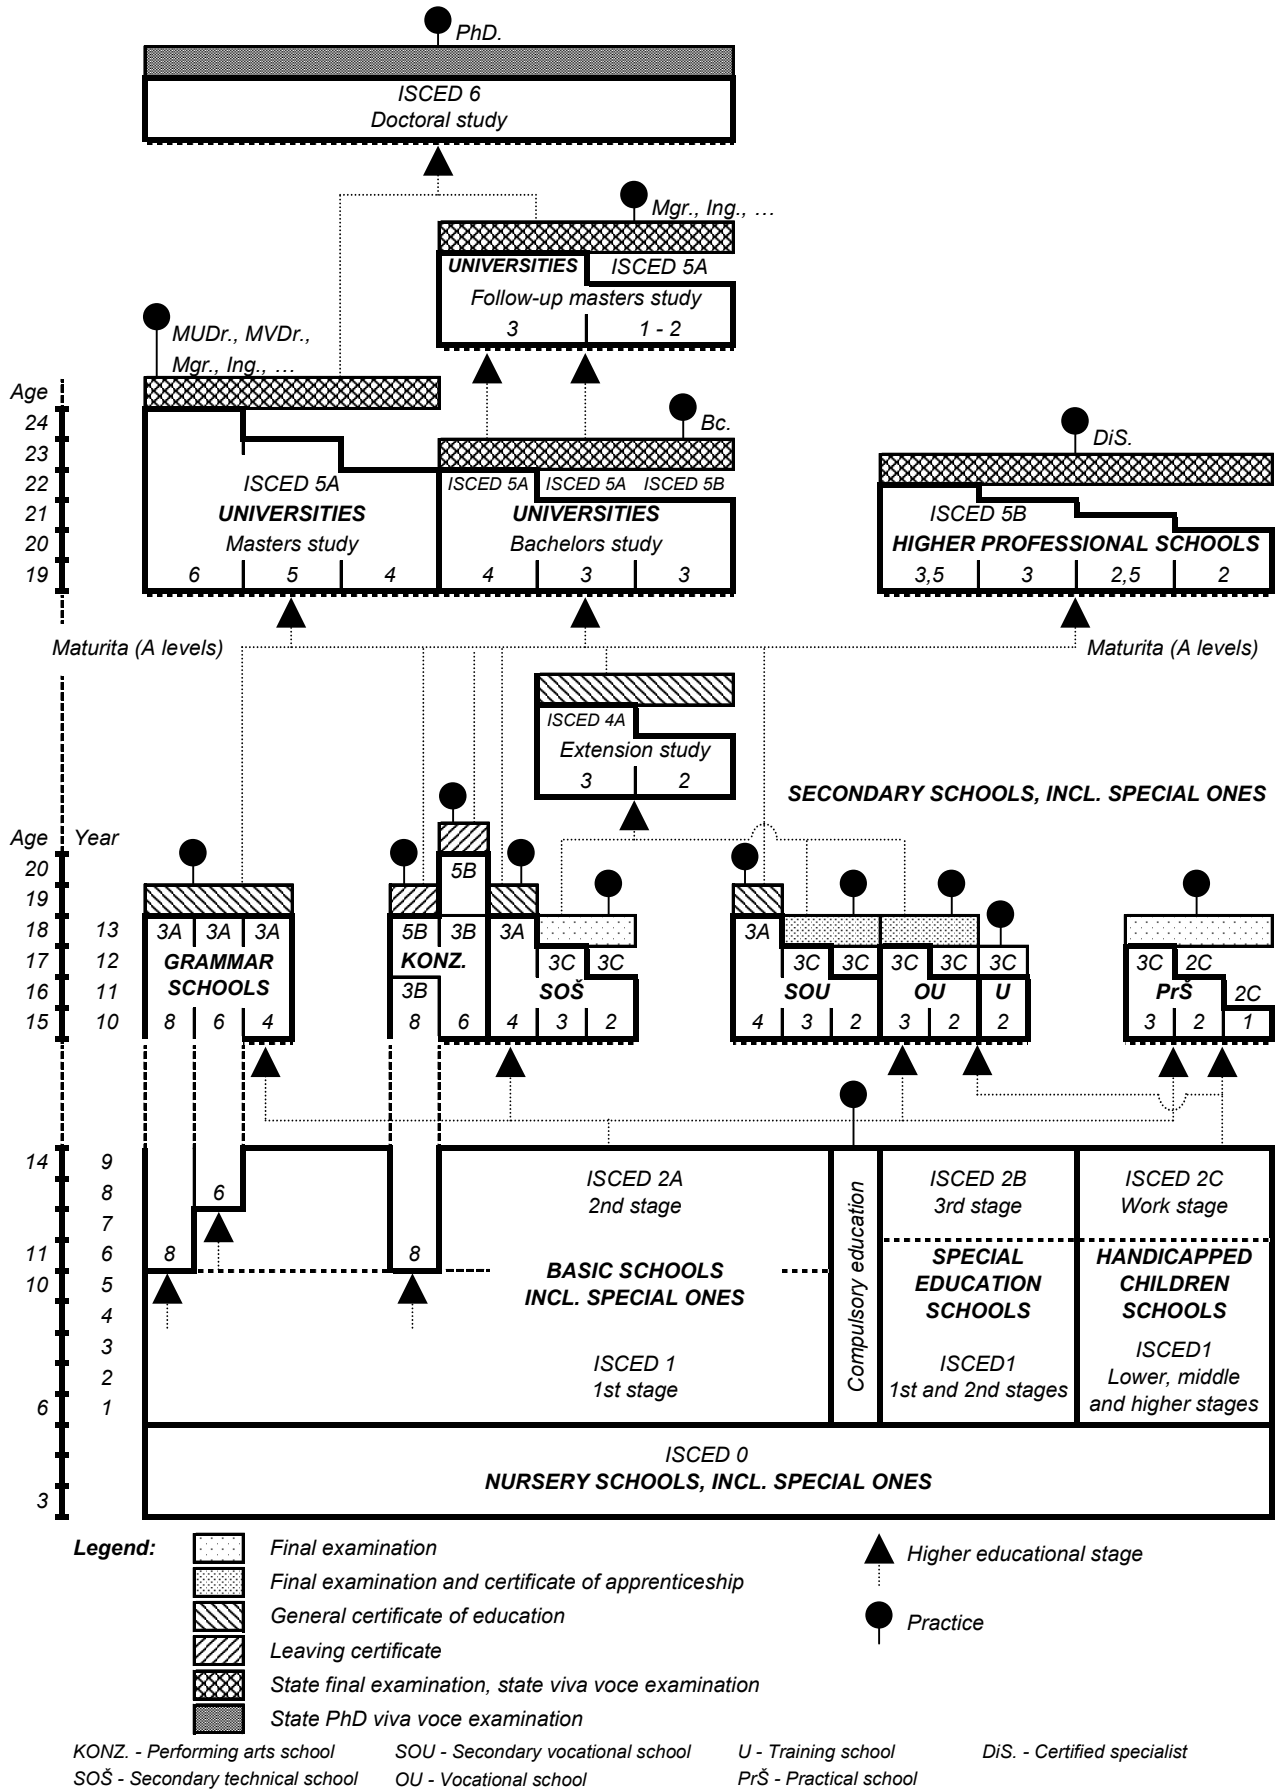 PhD.
ISCED 6
Doctoral study
Mgr., Ing., …
UNIVERSITIES ISCED 5A
Follow-up masters study
3 1 - 2
MUDr., MVDr.,
Mgr., Ing., …
Age
24
23
22
21
20
19
Bc.
DiS.
ISCED 5A
UNIVERSITIES
Masters study
6 5 4
ISCED 5A ISCED 5A ISCED 5B
UNIVERSITIES
Bachelors study
4 3 3
ISCED 5B
HIGHER PROFESSIONAL SCHOOLS
3,5 3 2,5 2
Maturita (A levels)
Maturita (A levels)
ISCED 4A
Extension study
3 2
SECONDARY SCHOOLS, INCL. SPECIAL ONES
Age Year
20
19
18 13
17 12
16 11
15 10
3A 3A 3A
GRAMMAR
SCHOOLS
8 6 4
5B
5B 3B
KONZ.
3B
8 6
3A
3C 3C
SOŠ
4 3 2
3A
3C 3C
SOU
4 3 2
3C 3C
OU
3 2
3C
U
2
3C 2C
PrŠ
2C
3 2 1
14 9
8
7
11 6
10 5
4
3
2
6 1
3
6
8
8
ISCED 2A
2nd stage
BASIC SCHOOLS
INCL. SPECIAL ONES
ISCED 1
1st stage
Compulsory education
ISCED 2B
3rd stage
SPECIAL
EDUCATION
SCHOOLS
ISCED1
1st and 2nd stages
ISCED 2C
Work stage
HANDICAPPED
CHILDREN
SCHOOLS
ISCED1
Lower, middle
and higher stages
ISCED 0
NURSERY SCHOOLS, INCL. SPECIAL ONES
Legend:
Final examination
Final examination and certificate of apprenticeship
General certificate of education
Leaving certificate
State final examination, state viva voce examination
State PhD viva voce examination
Higher educational stage
Practice
KONZ. - Performing arts school SOU - Secondary vocational school U - Training school DiS. - Certified specialist
SOŠ - Secondary technical school OU - Vocational school PrŠ - Practical school